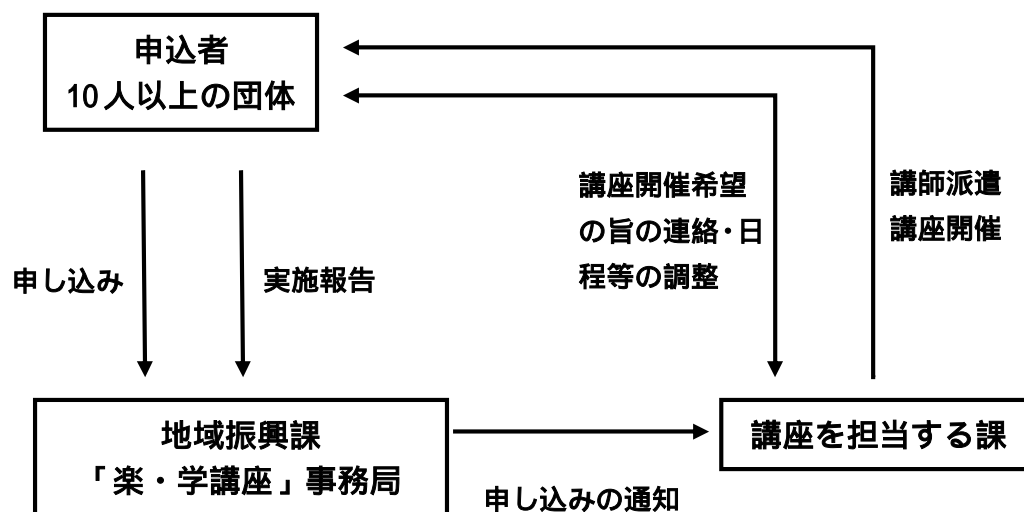 申込者
10人以上の団体
講座開催希望
の旨の連絡・日
程等の調整
講師派遣
講座開催
申し込み
実施報告
地域振興課
「楽・学講座」事務局
講座を担当する課
申し込みの通知